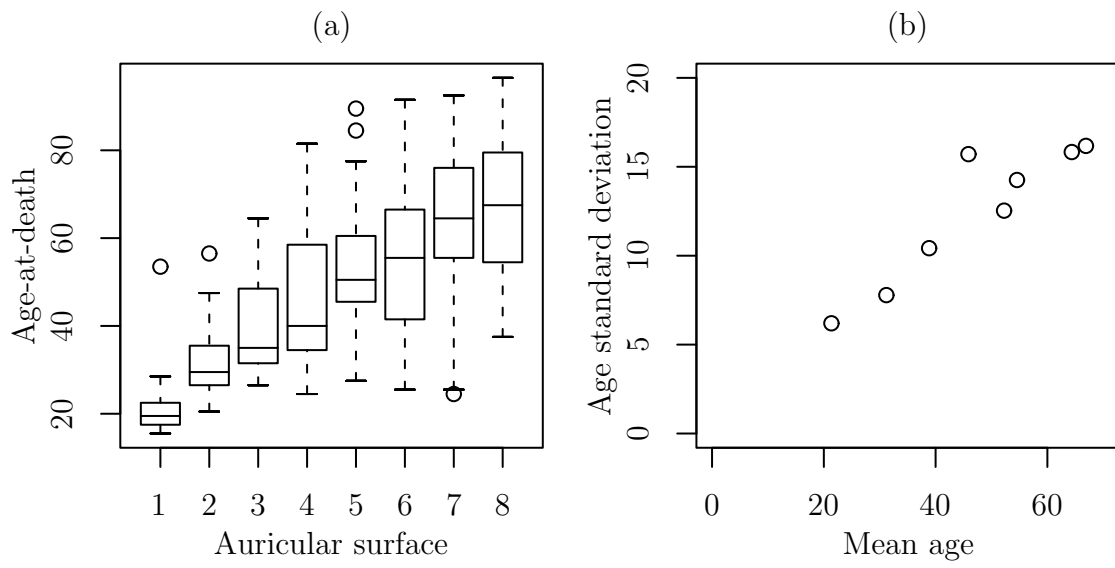 (a)
Age-at-death
80
60
40
20
1 2 3 4 5 6 7 8
Auricular surface
(b)
Age standard deviation
20
15
10
5
0
0 20 40 60
Mean age